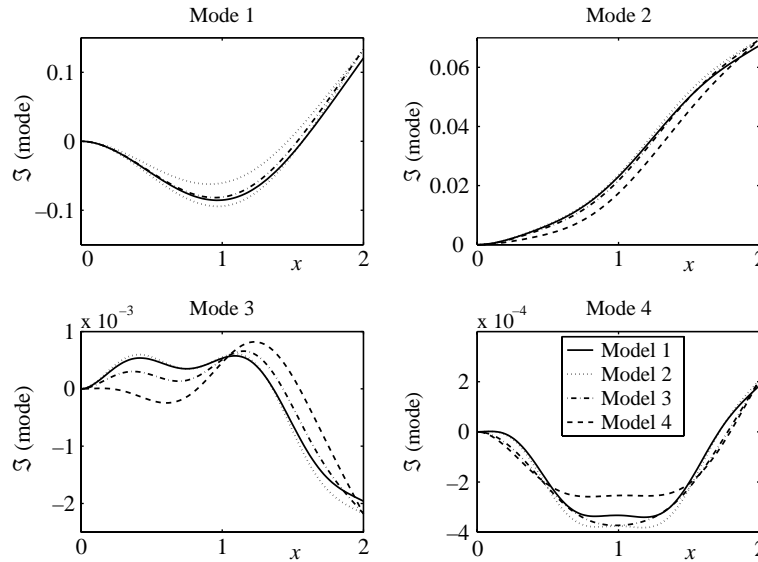 Mode 1
0.1
0
−0.1
ℑ (mode)
0 1 x 2
Mode 2
0.06
0.04
0.02
0
ℑ (mode)
0 1 x 2
Mode 3
x 10⁻³
1
0
−1
−2
ℑ (mode)
0 1 x 2
Mode 4
x 10⁻⁴
2
0
−2
−4
ℑ (mode)
Model 1
Model 2
Model 3
Model 4
0 1 x 2